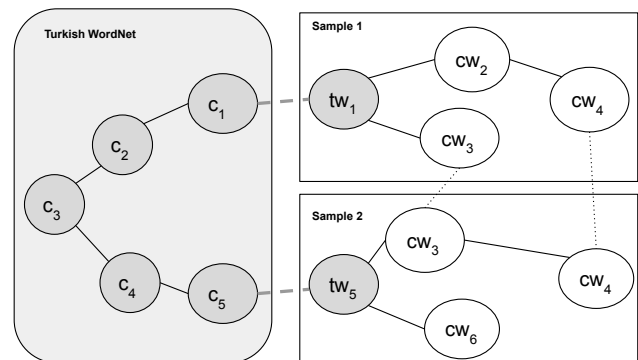 Turkish WordNet
c1
c2
c3
c4
c5
Sample 1
tw1
cw2
cw3
cw4
Sample 2
tw5
cw3
cw4
cw6